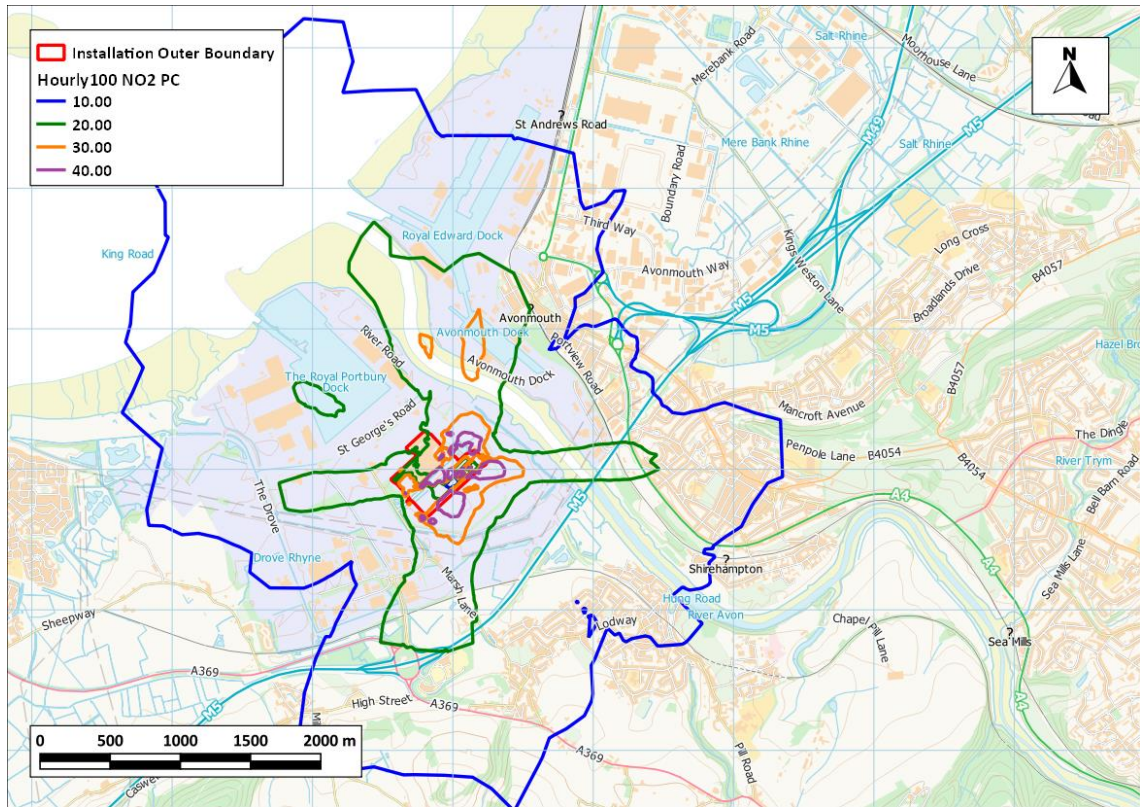 Installation Outer Boundary
Hourly100 NO2 PC
10.00
20.00
30.00
40.00
N
Merebank Road
Salt Rhine
Moorhouse Lane
?
St Andrews Road
M49
M5
Mere Bank Rhine
Salt Rhine
Boundary Road
Third Way
Long Cross
King Road
Royal Edward Dock
Avonmouth Way
Kings Weston Lane
Broadlands Drive
B4057
?
Avonmouth
M5
M5
River Road
Avonmouth Dock
Portview Road
Avonmouth Dock
The Royal Portbury
Dock
B4057
St George's Road
Mancroft Avenue
Penpole Lane
B4054
The Dingle
River Trym
B4054
Bell Barn Road
The Drove
M5
A4
Drove Rhyne
?
Shirehampton
A4
Marsh Lane
Hung Road
River Avon
Sea Mills Lane
Sheepway
Lodway
Chapel Pill Lane
?
Sea Mills
A369
High Street
A369
M5
A4
Pill Road
A369
0 500 1000 1500 2000 m